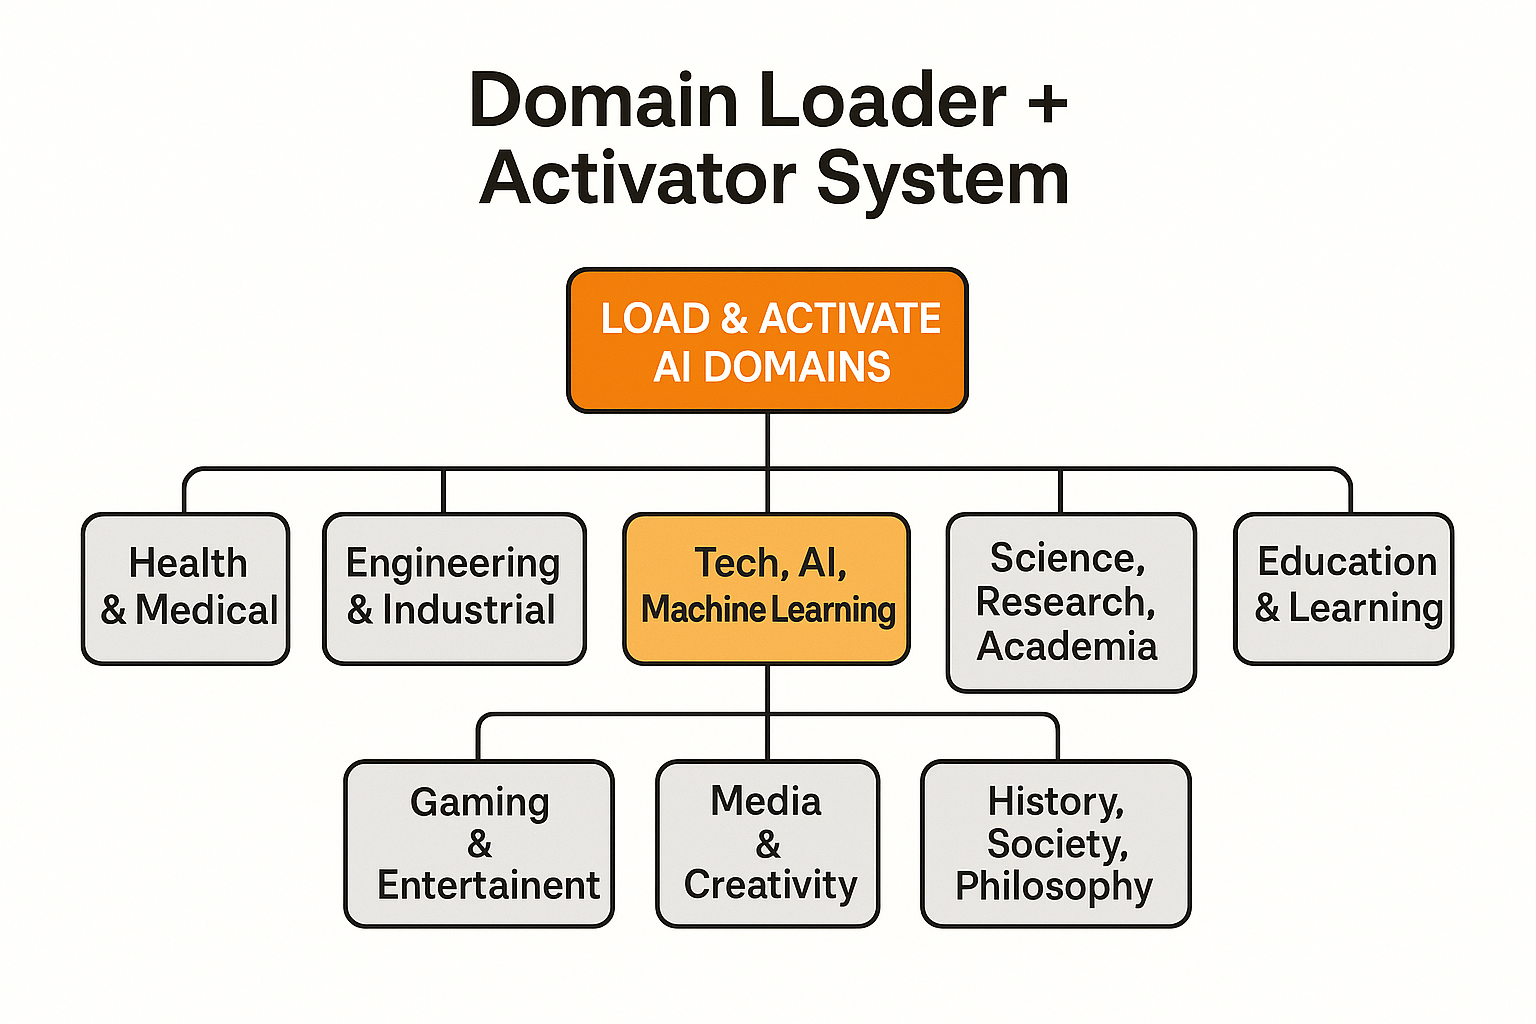 Domain Loader +
Activator System
LOAD & ACTIVATE
AI DOMAINS
Health
& Medical
Engineering
& Industrial
Tech, AI,
Machine Learning
Science,
Research,
Academia
Education
& Learning
Gaming
&
Entertainent
Media
&
Creativity
History,
Society,
Philosophy